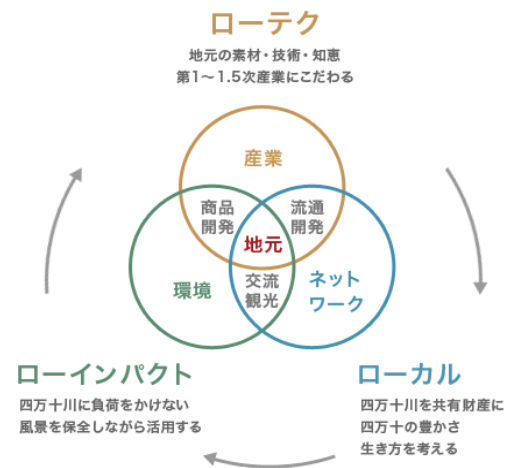 ローテク
地元の素材・技術・知恵
第1～1.5次産業にこだわる
産業
商品
開発
流通
開発
地元
環境
交流
観光
ネット
ワーク
ローインパクト
四万十川に負荷をかけない
風景を保全しながら活用する
ローカル
四万十川を共有財産に
四万十の豊かさ
生き方を考える